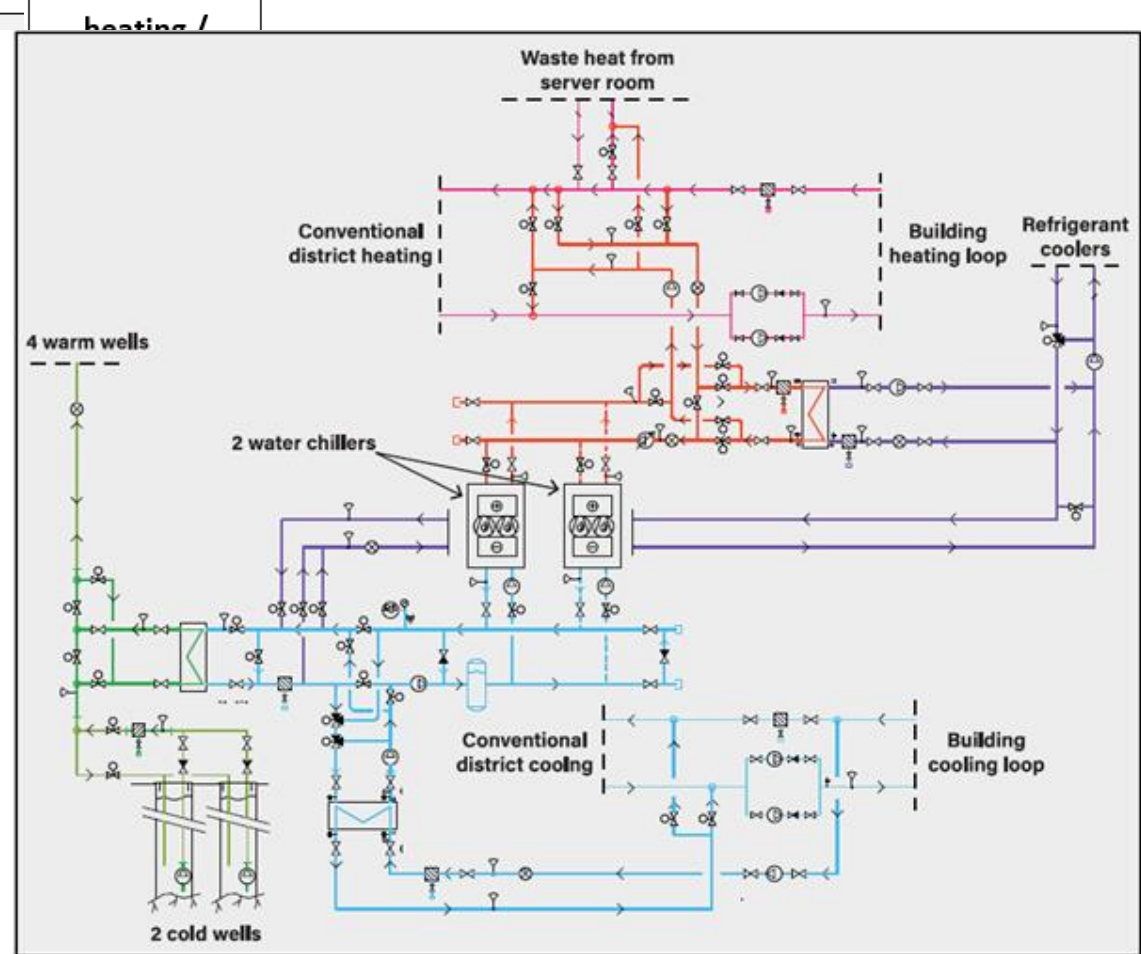 heating /
Waste heat from
server room
Conventional
district heating
Building
heating loop
Refrigerant
coolers
4 warm wells
2 water chillers
Conventional
district coolng
Building
cooling loop
2 cold wells